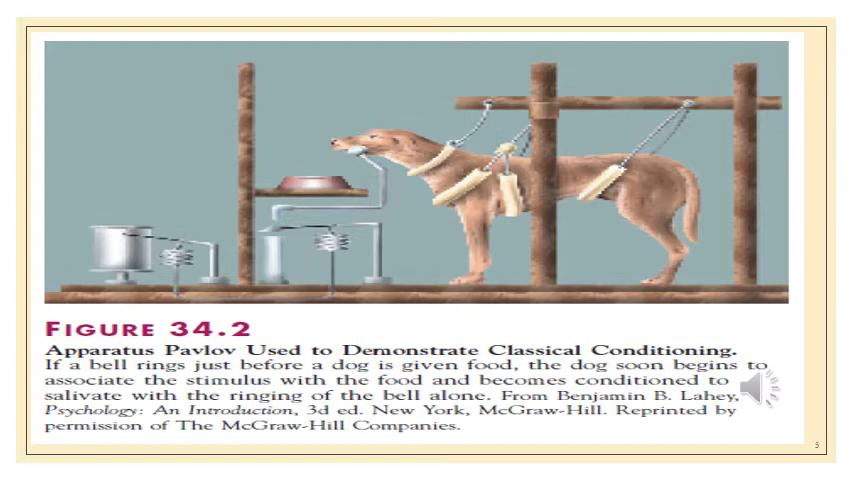 FIGURE 34.2
Apparatus Pavlov Used to Demonstrate Classical Conditioning.
If a bell rings just before a dog is given food, the dog soon begins to
associate the stimulus with the food and becomes conditioned to
salivate with the ringing of the bell alone. From Benjamin B. Lahey,
Psychology: An Introduction, 3d ed. New York, McGraw-Hill. Reprinted by
permission of The McGraw-Hill Companies.
5